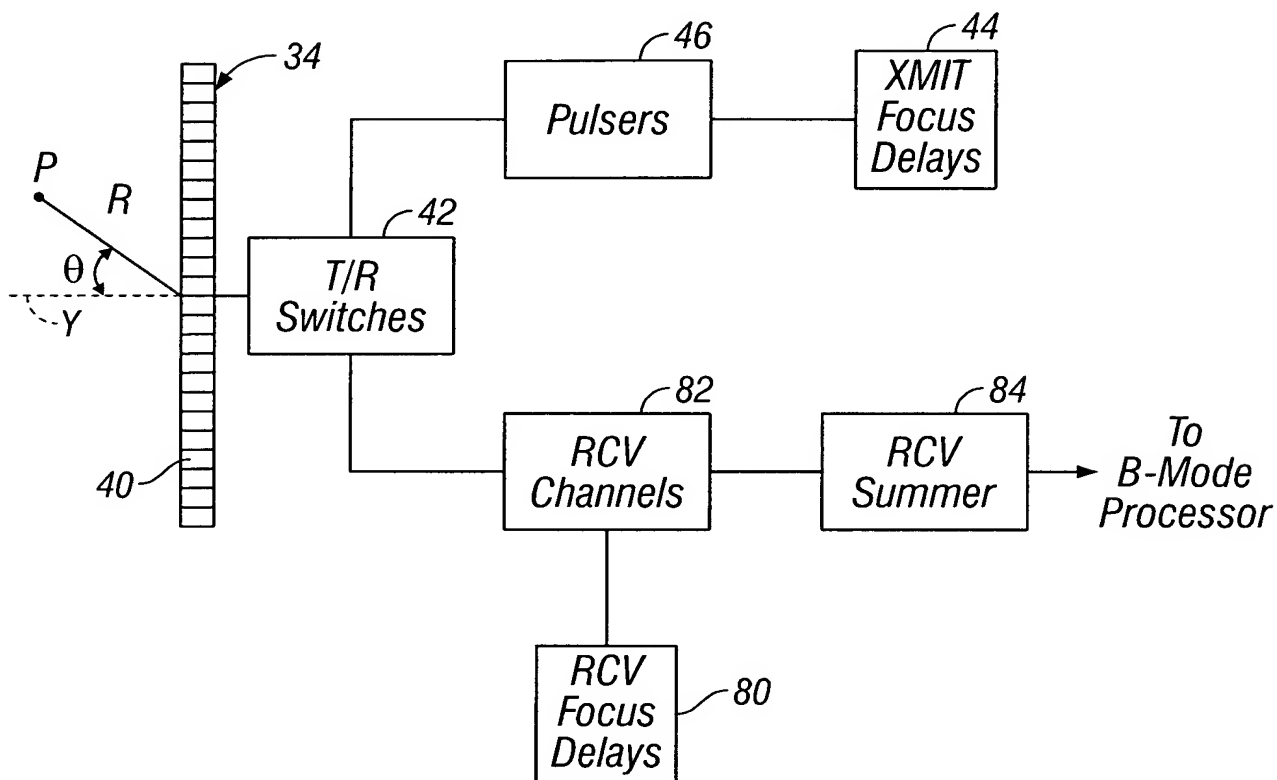 34
46
44
Pulsers
XMIT
Focus
Delays
P
R
θ
Y
42
T/R
Switches
40
82
RCV
Channels
84
RCV
Summer
To
B-Mode
Processor
RCV
Focus
Delays
80